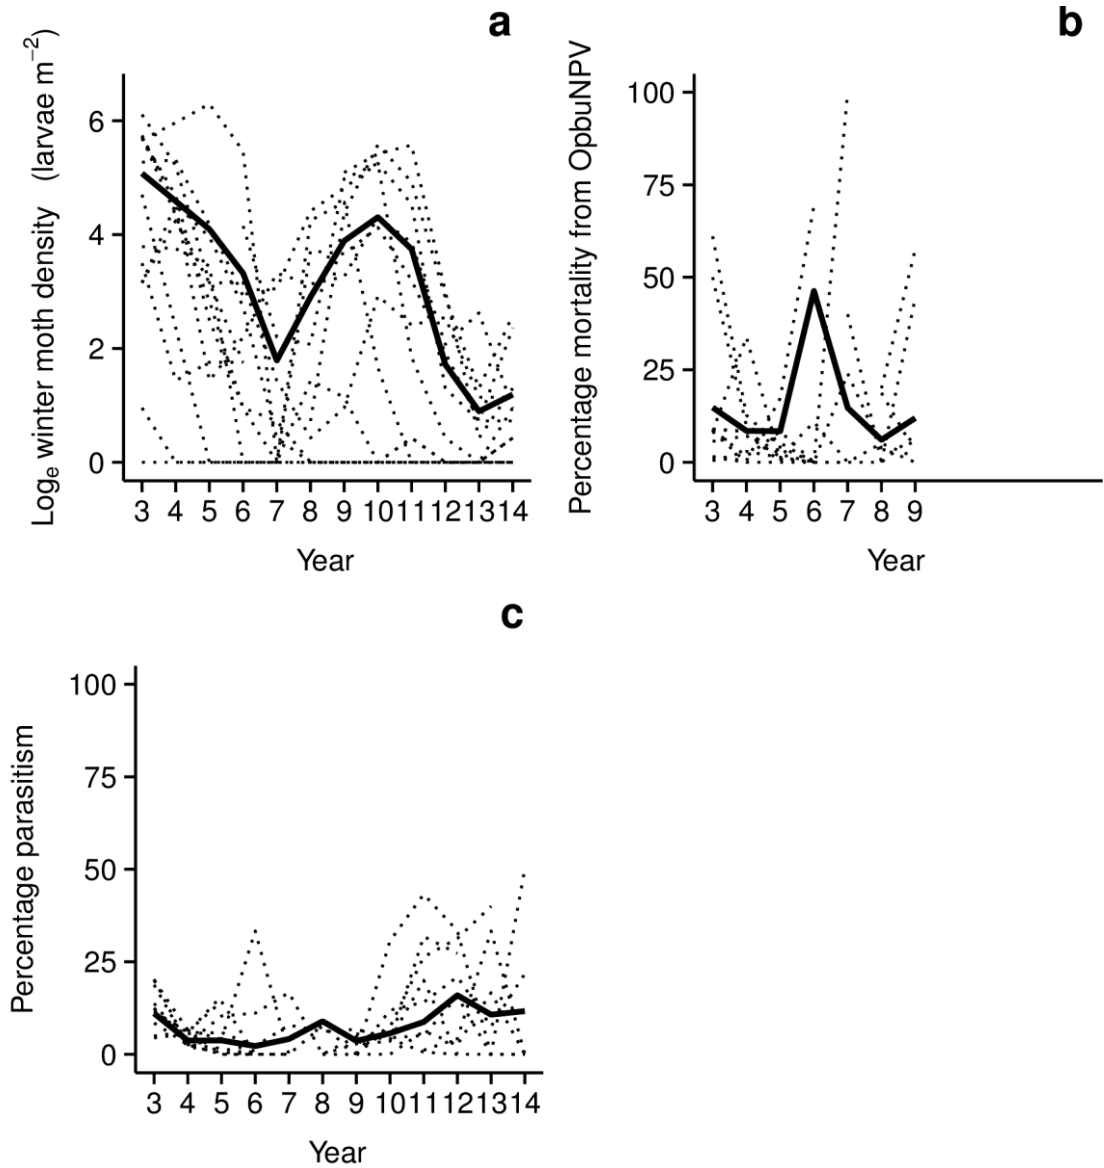 a
Logₑ winter moth density (larvae m⁻²)
6
4
2
0
3 4 5 6 7 8 9 10 11 12 13 14
Year
b
Percentage mortality from OpbuNPV
100
75
50
25
0
3 4 5 6 7 8 9
Year
c
Percentage parasitism
100
75
50
25
0
3 4 5 6 7 8 9 10 11 12 13 14
Year